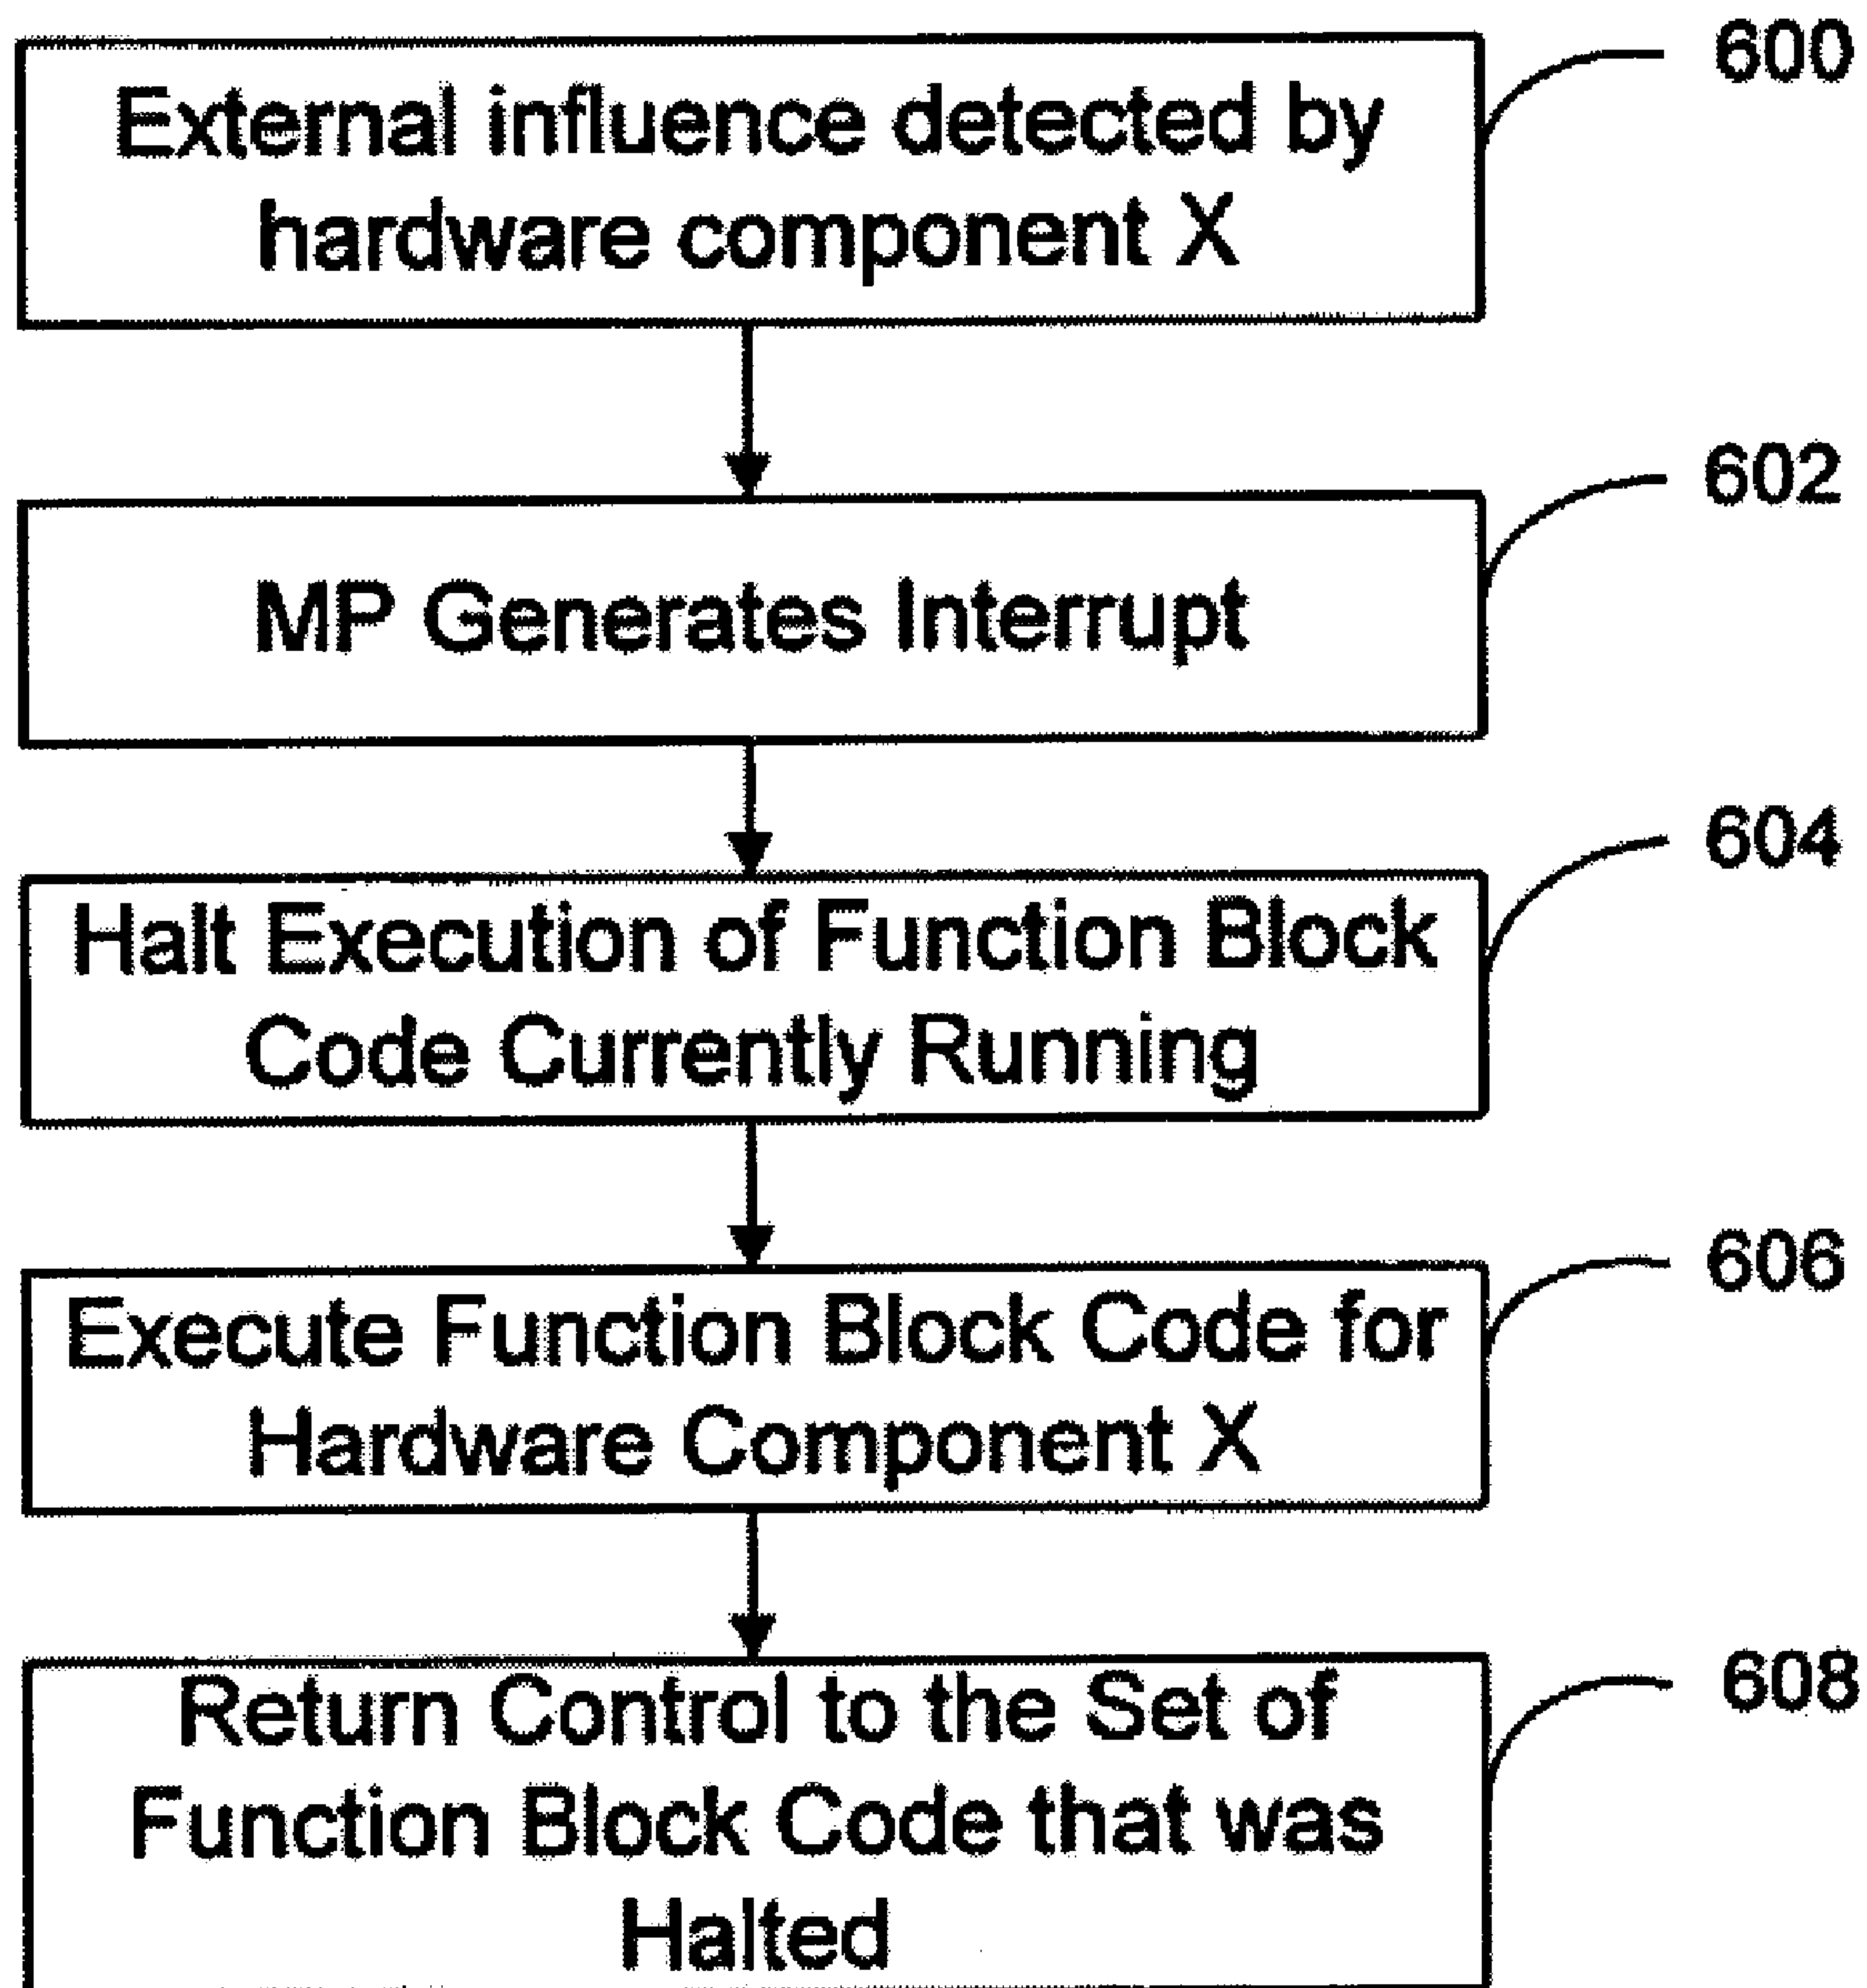 External influence detected by
hardware component X
600
MP Generates Interrupt
602
Halt Execution of Function Block
Code Currently Running
604
Execute Function Block Code for
Hardware Component X
606
Return Control to the Set of
Function Block Code that was
Halted
608